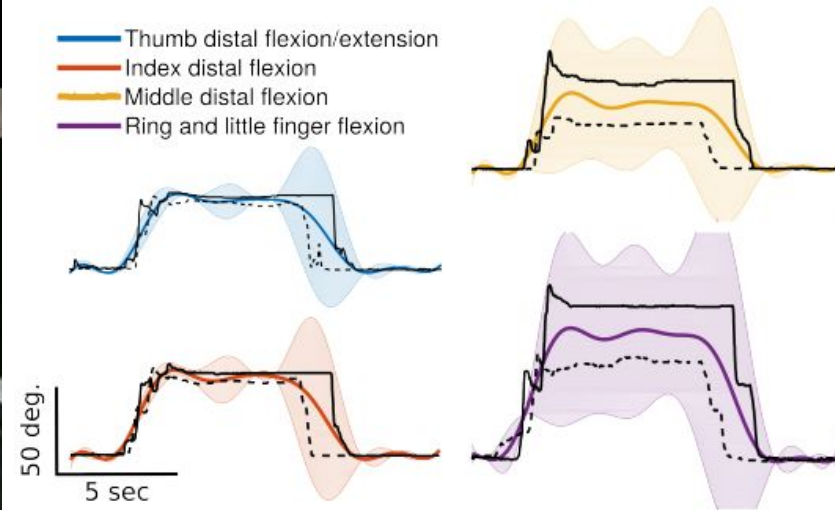 Thumb distal flexion/extension
Index distal flexion
Middle distal flexion
Ring and little finger flexion
50 deg.
5 sec